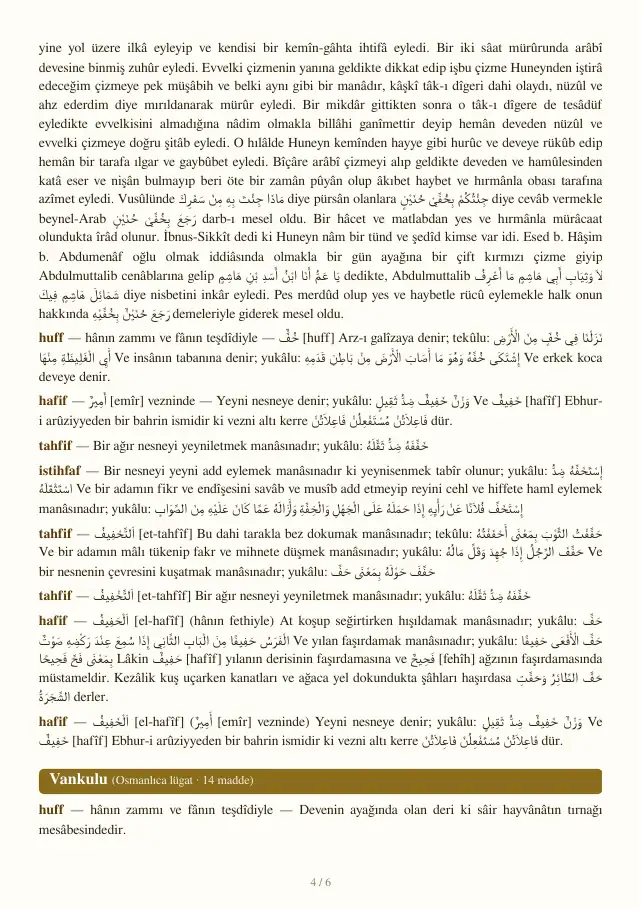 yine yol üzere ilkâ eyleyip ve kendisi bir kemîn-gâhta ihtifâ eyledi. Bir iki sâat mürûrunda arâbî
devesine binmiş zuhûr eyledi. Evvelki çizmenin yanına geldikte dikkat edip işbu çizme Huneynden iştirâ
edeceğim çizmeye pek müşâbih ve belki aynı gibi bir manâdır, kâşkî tâk-ı dîgeri dahi olaydı, nüzûl ve
ahz ederdim diye mırıldanarak mürûr eyledi. Bir mikdâr gittikten sonra o tâk-ı dîgere de tesâdüf
eyledikte evvelkisini almadığına nâdim olmakla billâhi ganîmettir deyip hemân deveden nüzûl ve
evvelki çizmeye doğru şitâb eyledi. O hılâlde Huneyn kemînden hayye gibi hurûc ve deveye rükûb edip
hemân bir tarafa ılgar ve gaybûbet eyledi. Bîçâre arâbî çizmeyi alıp geldikte deveden ve hamûlesinden
katâ eser ve nişân bulmayıp beri öte bir zamân pûyân olup âkıbet haybet ve hırmânla obası tarafına
azîmet eyledi. Vusûlünde مَاذَا جِئْتَ بِهِ مِنْ سَفَرِكَ diye pürsân olanlara جِئْتُكُمْ بِخُفَّيْ حُنَيْنٍ diye cevâb vermekle
beynel-Arab رَجَعَ بِخُفَّيْ حُنَيْنٍ darb-ı mesel oldu. Bir hâcet ve matlabdan yes ve hırmânla mürâcaat
olundukta îrâd olunur. İbnus-Sikkît dedi ki Huneyn nâm bir tünd ve şedîd kimse var idi. Esed b. Hâşim
b. Abdumenâf oğlu olmak iddiâsında olmakla bir gün ayağına bir çift kırmızı çizme giyip
Abdulmuttalib cenâblarına gelip يَا عَمُّ أَنَا ابْنُ أَسَدِ بْنِ هَاشِمٍ dedikte, Abdulmuttalib لاَ وَثِيَابِ أَبِي هَاشِمٍ مَا أَعْرِفُ
شَمَائِلَ هَاشِمٍ فِيكَ diye nisbetini inkâr eyledi. Pes merdûd olup yes ve haybetle rücû eylemekle halk onun
hakkında رَجَعَ حُنَيْنٌ بِخُفَّيْهِ demeleriyle giderek mesel oldu.
huff — hânın zammı ve fânın teşdîdiyle — خُفٌّ [huff] Arz-ı galîzaya denir; tekûlu: نَزَلْنَا فِي خُفٍّ مِنَ الْأَرْضِ
أَيِ الْغَلِيظَةِ مِنْهَا Ve insânın tabanına denir; yukâlu: إِشْتَكَى خُفَّهُ وَهُوَ مَا أَصَابَ الْأَرْضَ مِنْ بَاطِنِ قَدَمِهِ Ve erkek koca
deveye denir.
hafif — أَمِيرٌ [emîr] vezninde — Yeyni nesneye denir; yukâlu: وَزْنٌ خَفِيفٌ ضِدُّ ثَقِيلٍ Ve خَفِيفٌ [hafîf] Ebhur-
i arûziyyeden bir bahrin ismidir ki vezni altı kerre فَاعِلاَتُنْ مُسْتَفْعِلُنْ فَاعِلاَتُنْ dür.
tahfif — Bir ağır nesneyi yeyniletmek manâsınadır; yukâlu: خَفَّفَهُ ضِدُّ ثَقَّلَهُ
istihfaf — Bir nesneyi yeyni add eylemek manâsınadır ki yeynisenmek tabîr olunur; yukâlu: إِسْتَخَفَّهُ ضِدُّ
اسْتَثْقَلَهُ Ve bir adamın fikr ve endîşesini savâb ve musîb add etmeyip reyini cehl ve hiffete haml eylemek
manâsınadır; yukâlu: إِسْتَخَفَّ فُلاَنًا عَنْ رَأْيِهِ إِذَا حَمَلَهُ عَلَى الْجَهْلِ وَالْخِفَّةِ وَأَزَالَهُ عَمَّا كَانَ عَلَيْهِ مِنَ الصَّوَابِ
tahfif — اَلتَّخْفِيفُ [et-tahfîf] Bu dahi tarakla bez dokumak manâsınadır; tekûlu: حَفَّفْتُ الثَّوْبَ بِمَعْنَى أَحْفَفْتُهُ
Ve bir adamın mâlı tükenip fakr ve mihnete düşmek manâsınadır; yukâlu: حَفَّفَ الرَّجُلُ إِذَا جُهِدَ وَقَلَّ مَالُهُ Ve
bir nesnenin çevresini kuşatmak manâsınadır; yukâlu: حَفَّفَ حَوْلَهُ بِمَعْنَى حَفَّ
tahfif — اَلتَّخْفِيفُ [et-tahfîf] Bir ağır nesneyi yeyniletmek manâsınadır; yukâlu: خَفَّفَهُ ضِدُّ ثَقَّلَهُ
hafif — اَلْحَفِيفُ [el-hafîf] (hânın fethiyle) At koşup seğirtirken hışıldamak manâsınadır; yukâlu: حَفَّ
الْفَرَسُ حَفِيفًا مِنَ الْبَابِ الثَّانِي إِذَا سُمِعَ عِنْدَ رَكْضِهِ صَوْتٌ Ve yılan faşırdamak manâsınadır; yukâlu: حَفَّ الْأَفْعَى حَفِيفًا
بِمَعْنَى فَحَّ فَحِيحًا Lâkin حَفِيفٌ [hafîf] yılanın derisinin faşırdamasına ve فَحِيحٌ [fehîh] ağzının faşırdamasında
müstameldir. Kezâlik kuş uçarken kanatları ve ağaca yel dokundukta şâhları haşırdasa حَفَّ الطَّائِرُ وَحَفَّتِ
الشَّجَرَةُ derler.
hafif — اَلْخَفِيفُ [el-hafîf] (أَمِيرٌ [emîr] vezninde) Yeyni nesneye denir; yukâlu: وَزْنٌ خَفِيفٌ ضِدُّ ثَقِيلٍ Ve
خَفِيفٌ [hafîf] Ebhur-i arûziyyeden bir bahrin ismidir ki vezni altı kerre فَاعِلاَتُنْ مُسْتَفْعِلُنْ فَاعِلاَتُنْ dür.
Vankulu (Osmanlıca lügat · 14 madde)
huff — hânın zammı ve fânın teşdîdiyle — Devenin ayağında olan deri ki sâir hayvânâtın tırnağı
mesâbesindedir.
4 / 6